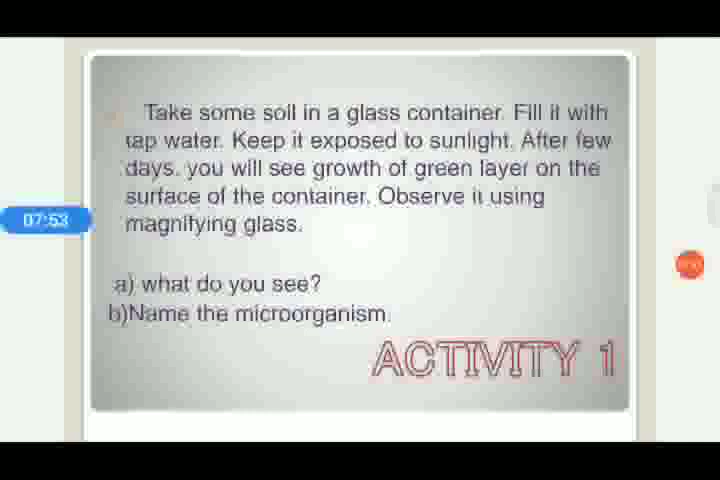 Take some soil in a glass container. Fill it with
tap water. Keep it exposed to sunlight. After few
days. you will see growth of green layer on the
surface of the container. Observe it using
magnifying glass.
07:53
a) what do you see?
b)Name the microorganism.
ACTIVITY 1